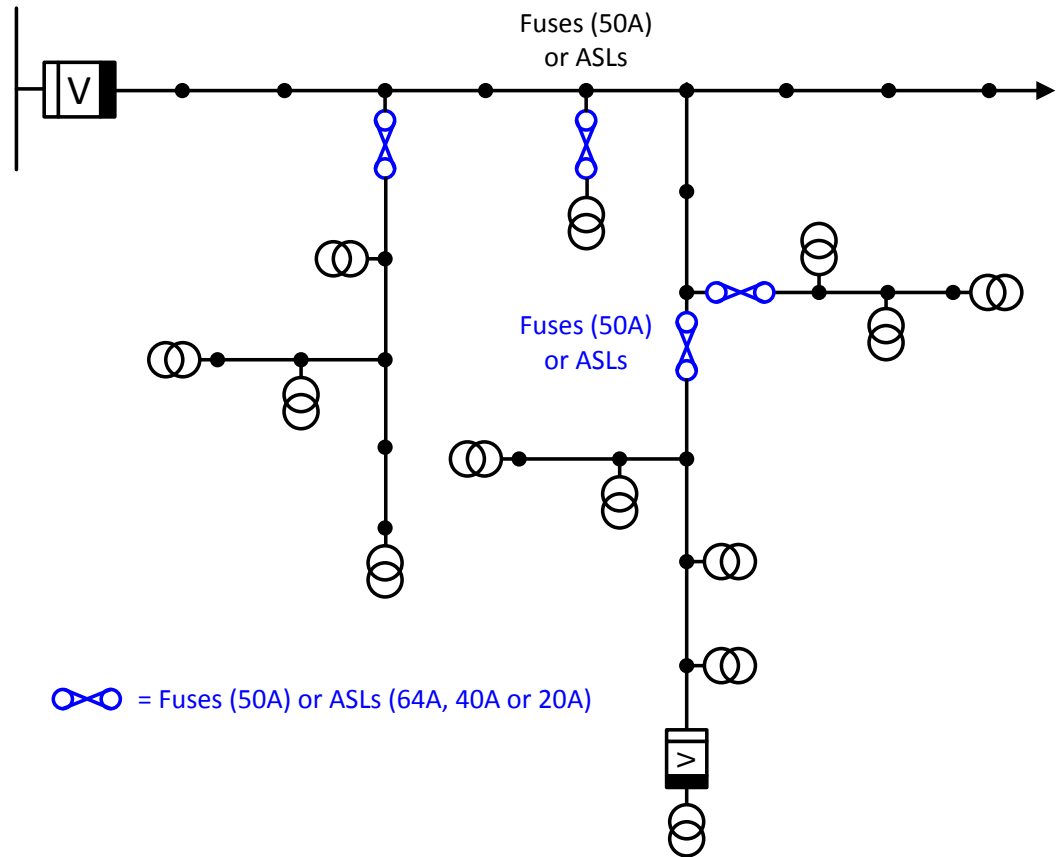 Fuses (50A)
or ASLs
V
Fuses (50A)
or ASLs
= Fuses (50A) or ASLs (64A, 40A or 20A)
V